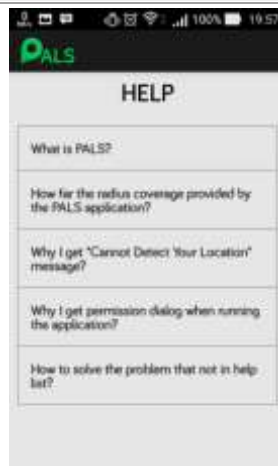 100% 19.57
PALS
HELP
What is PALS?
How far the radius coverage provided by
the PALS application?
Why I get "Cannot Detect Your Location"
message?
Why I get permission dialog when running
the application?
How to solve the problem that not in help
list?